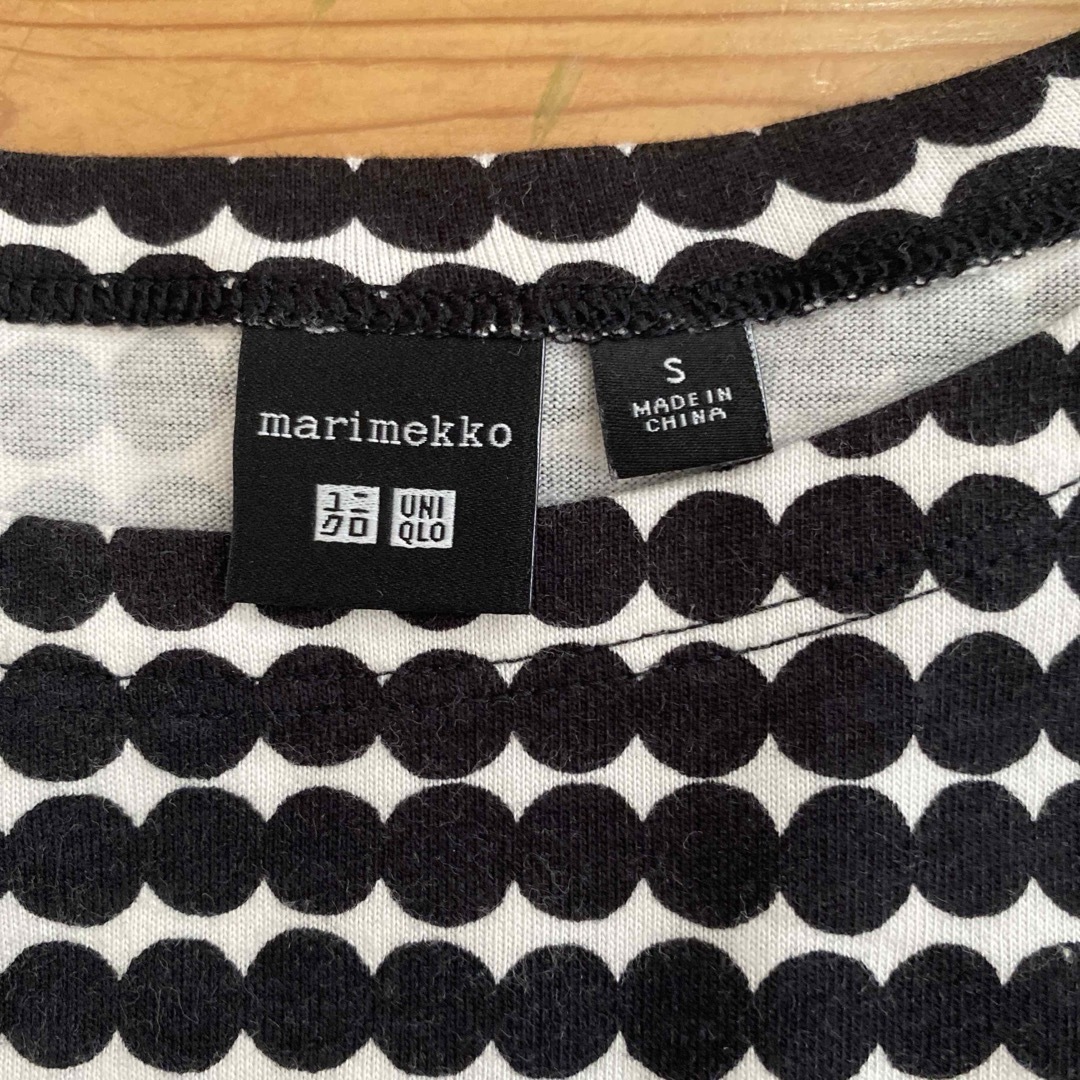 marimekko
ユニ UNI
クロ QLO
S
MADE IN
CHINA